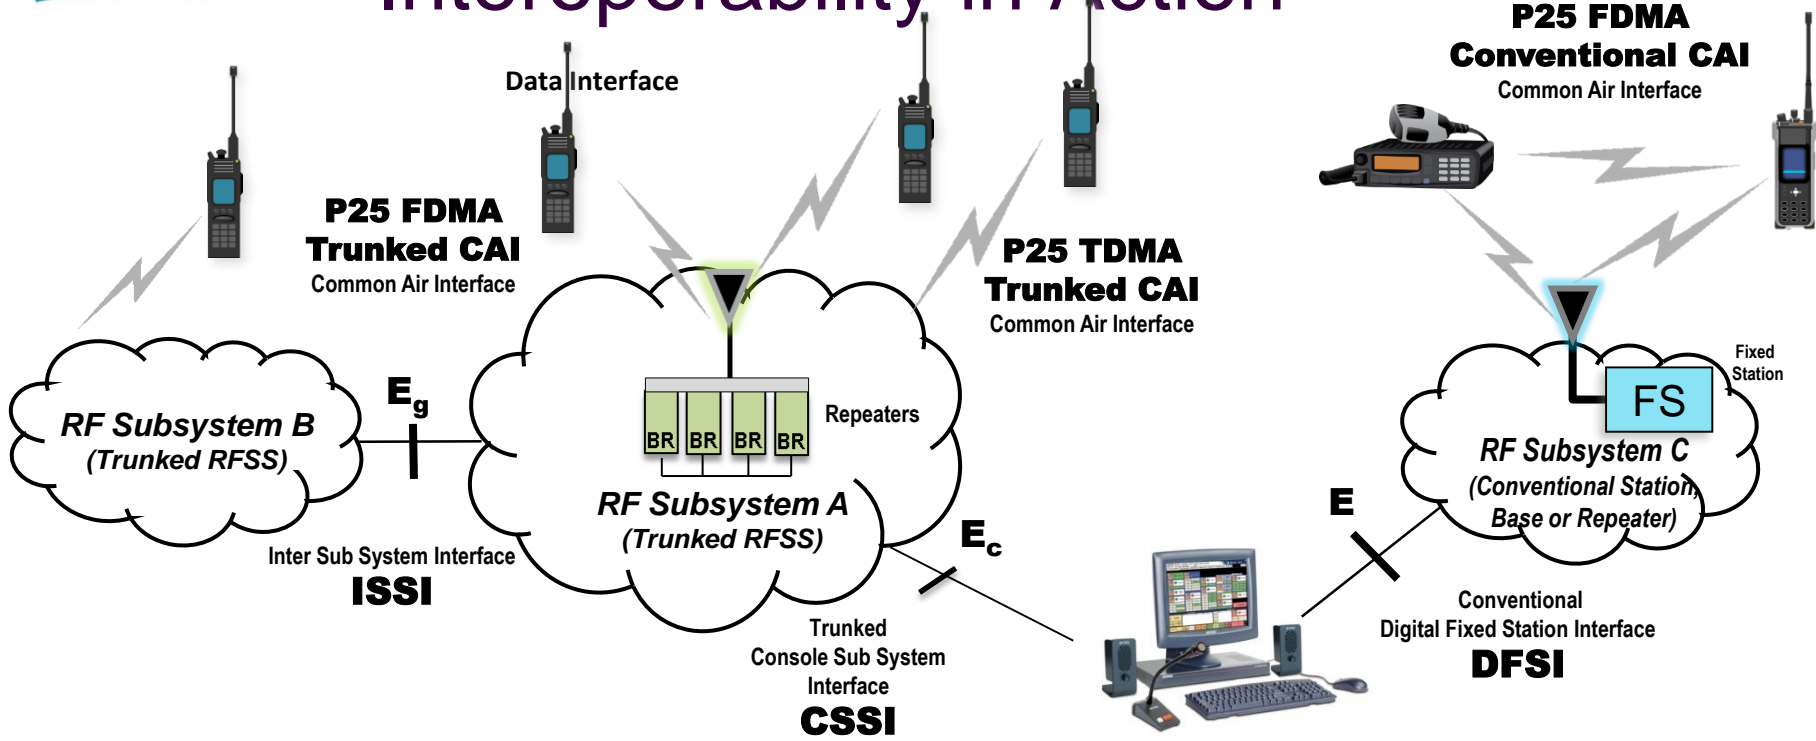 Interoperability in Action
P25 FDMA
Conventional CAI
Common Air Interface
Data Interface
P25 FDMA
Trunked CAI
Common Air Interface
P25 TDMA
Trunked CAI
Common Air Interface
Fixed
Station
FS
Eg
RF Subsystem B
(Trunked RFSS)
Repeaters
BR BR BR BR
RF Subsystem A
(Trunked RFSS)
RF Subsystem C
(Conventional Station,
Base or Repeater)
E
Ec
Inter Sub System Interface
ISSI
Conventional
Digital Fixed Station Interface
DFSI
Trunked
Console Sub System
Interface
CSSI